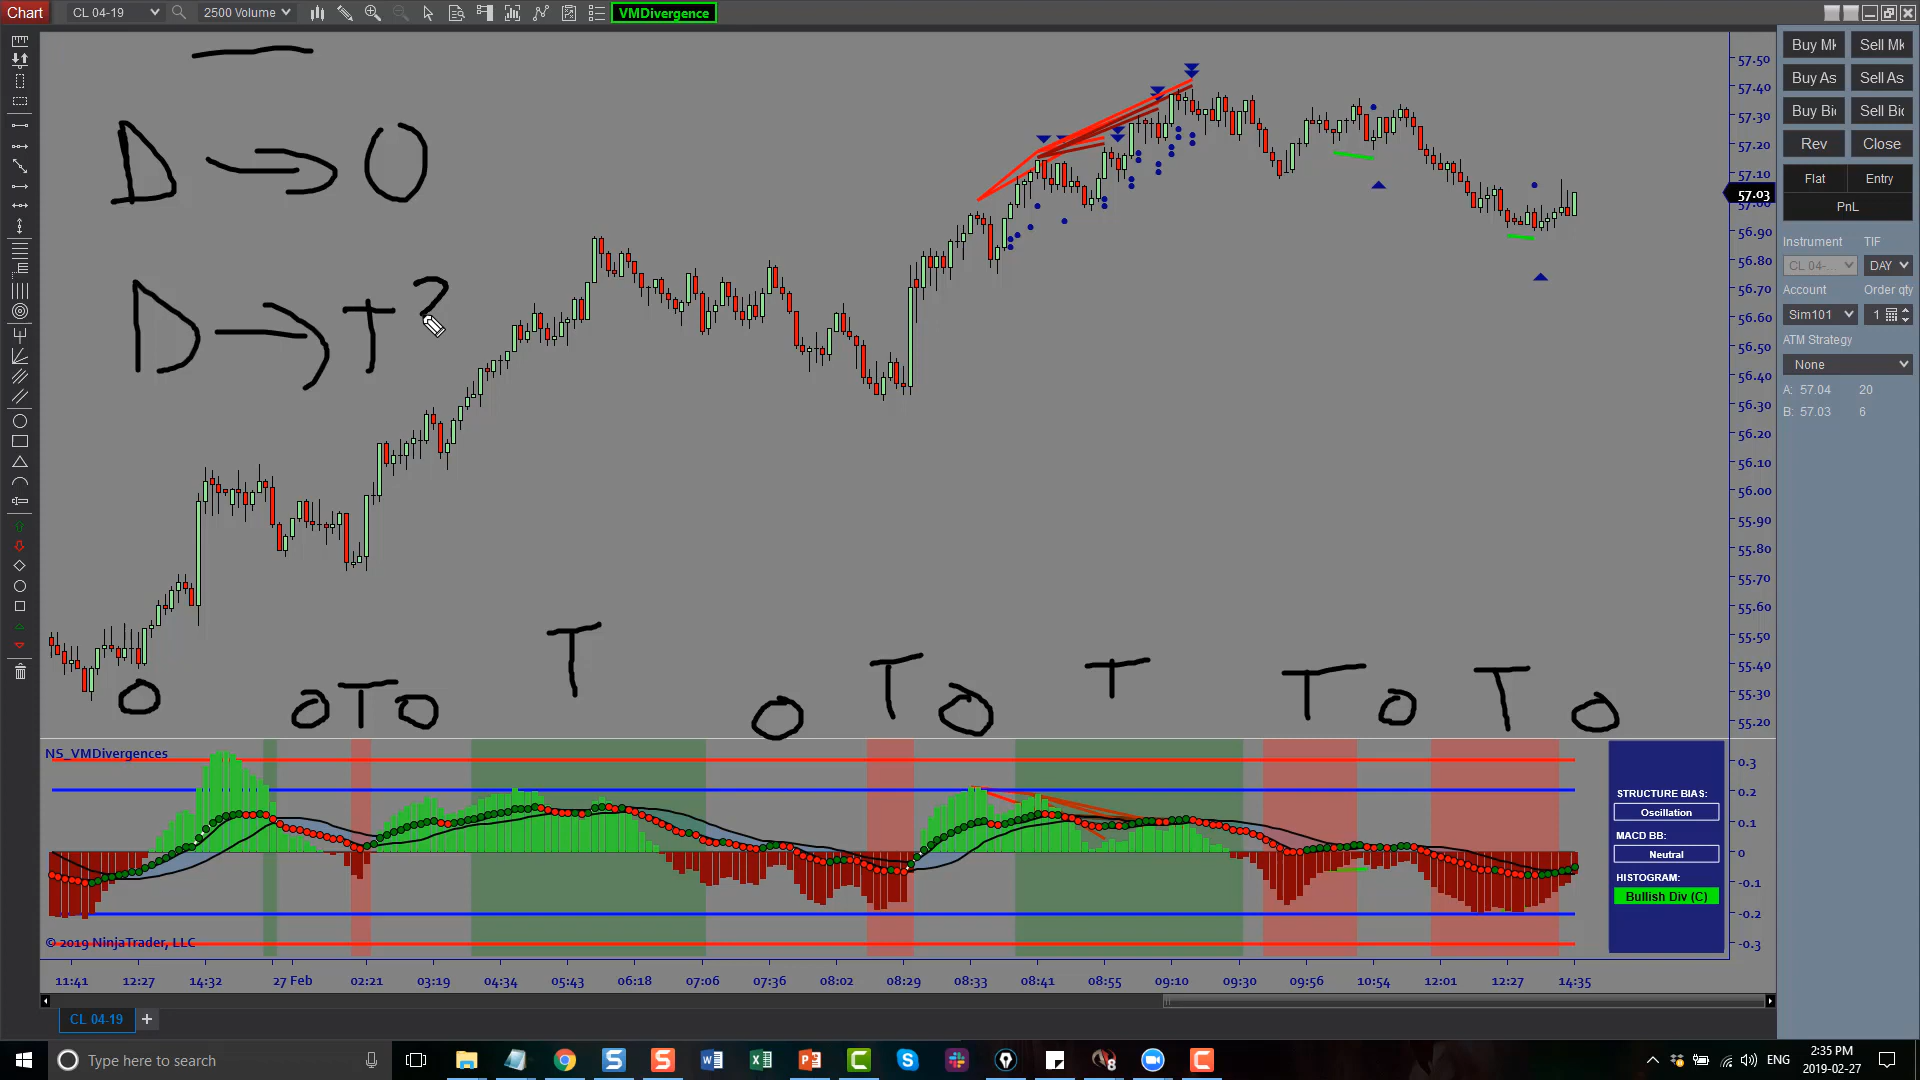 Chart CL 04-19 2500 Volume VMDivergence
D → O
D → T ?
57.50
57.40
57.30
57.20
57.10
57.03
56.90
56.80
56.70
56.60
56.50
56.40
56.30
56.20
56.10
56.00
55.90
55.80
55.70
55.60
55.50
55.40
55.30
55.20
Buy Mk Sell Mk
Buy As Sell As
Buy Bid Sell Bid
Rev Close
Flat Entry
PnL
Instrument TIF
CL 04-... DAY
Account Order qty
Sim101 1
ATM Strategy
None
A: 57.04 20
B: 57.03 6
O O T O T O T O T T O T O
NS_VMDivergences
0.3
0.2
0.1
0
-0.1
-0.2
-0.3
STRUCTURE BIAS:
Oscillation
MACD BB:
Neutral
HISTOGRAM:
Bullish Div (C)
© 2019 NinjaTrader, LLC
11:41 12:27 14:32 27 Feb 02:21 03:19 04:34 05:43 06:18 07:06 07:36 08:02 08:29 08:33 08:41 08:55 09:10 09:30 09:56 10:54 12:01 12:27 14:35
CL 04-19 +
Type here to search
ENG 2:35 PM
2019-02-27